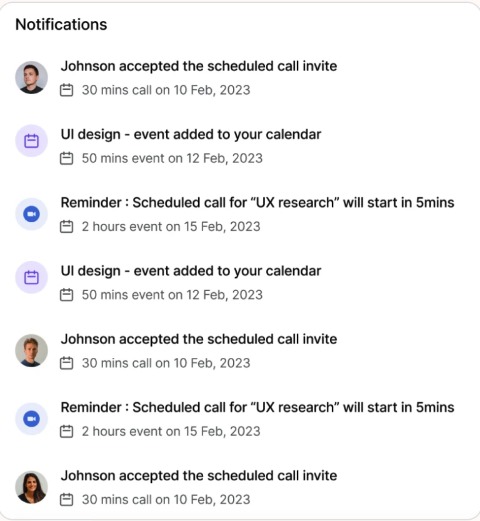 Notifications
Johnson accepted the scheduled call invite
30 mins call on 10 Feb, 2023
UI design - event added to your calendar
50 mins event on 12 Feb, 2023
Reminder : Scheduled call for “UX research” will start in 5mins
2 hours event on 15 Feb, 2023
UI design - event added to your calendar
50 mins event on 12 Feb, 2023
Johnson accepted the scheduled call invite
30 mins call on 10 Feb, 2023
Reminder : Scheduled call for “UX research” will start in 5mins
2 hours event on 15 Feb, 2023
Johnson accepted the scheduled call invite
30 mins call on 10 Feb, 2023